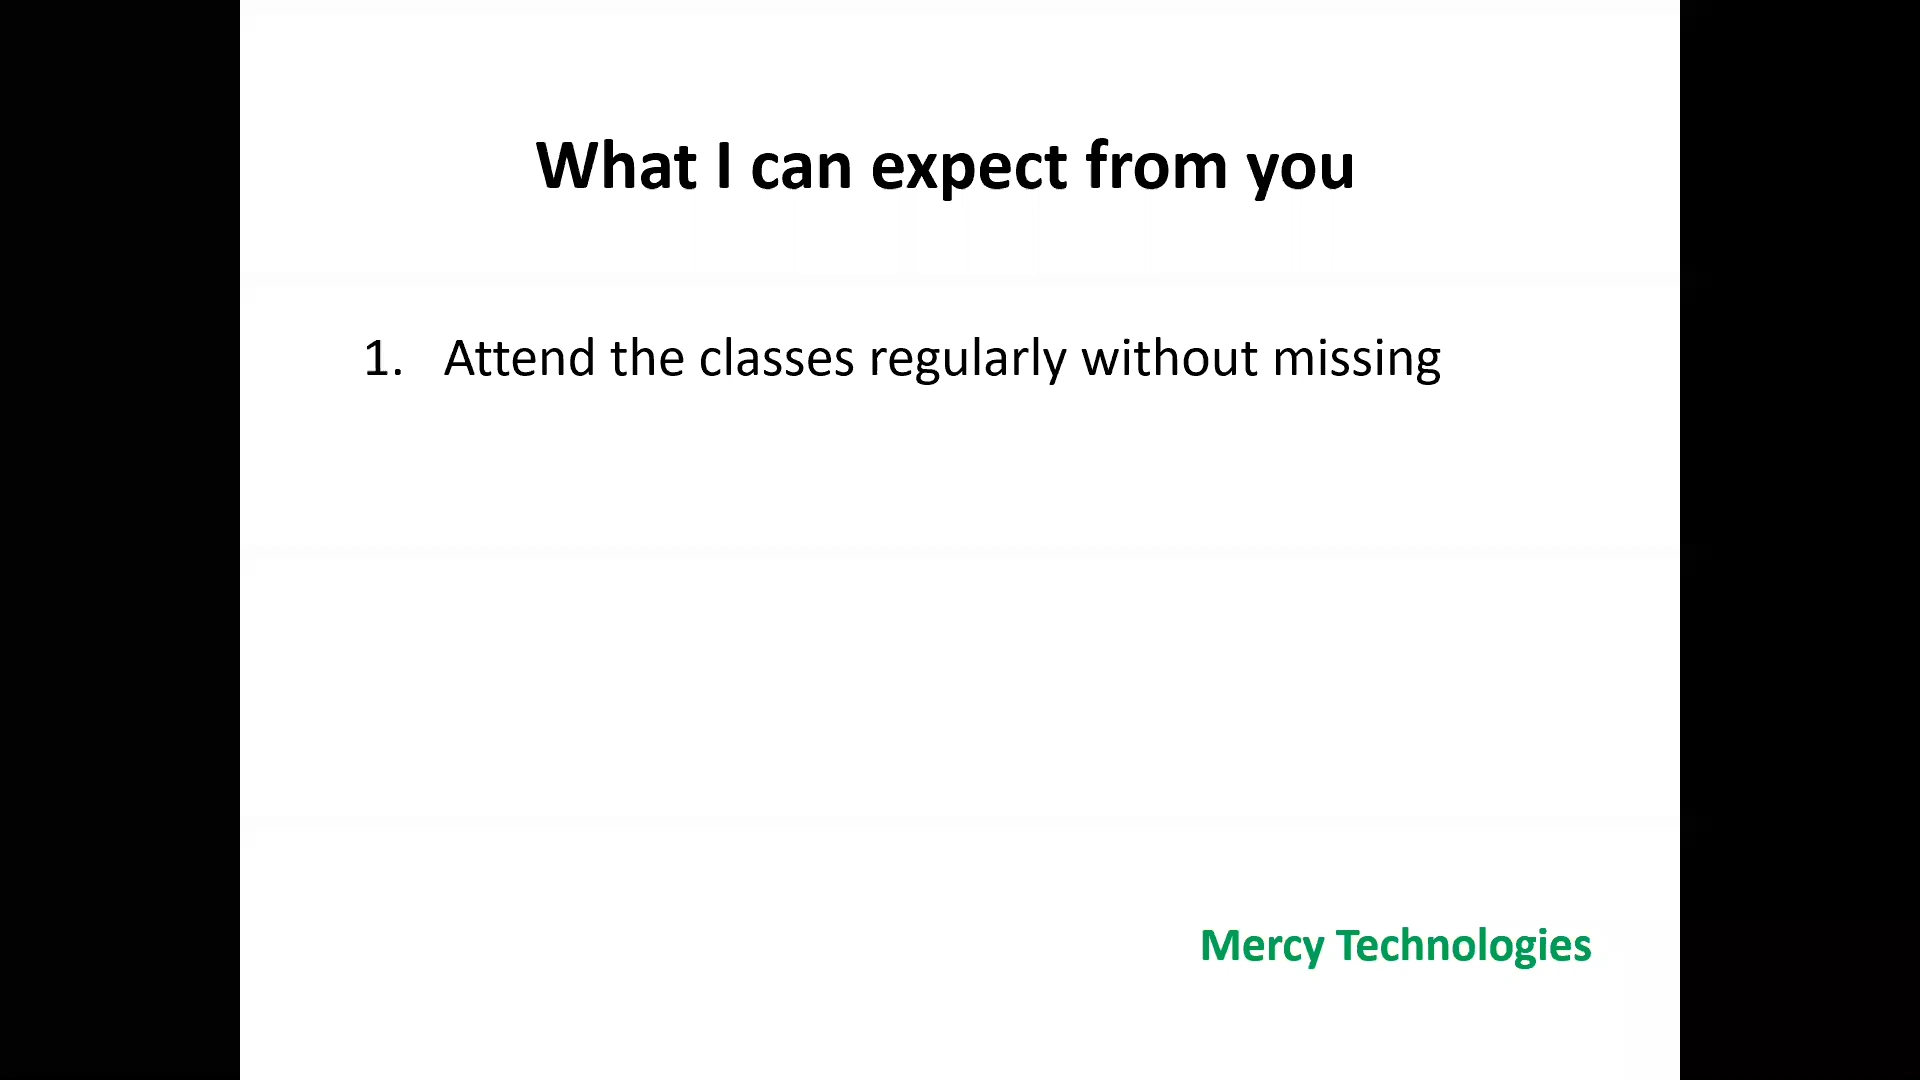 What I can expect from you
1. Attend the classes regularly without missing
Mercy Technologies